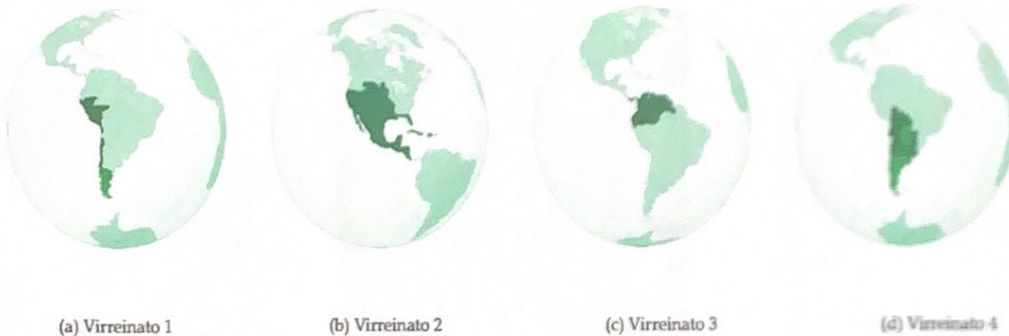 (a) Virreinato 1
(b) Virreinato 2
(c) Virreinato 3
(d) Virreinato 4